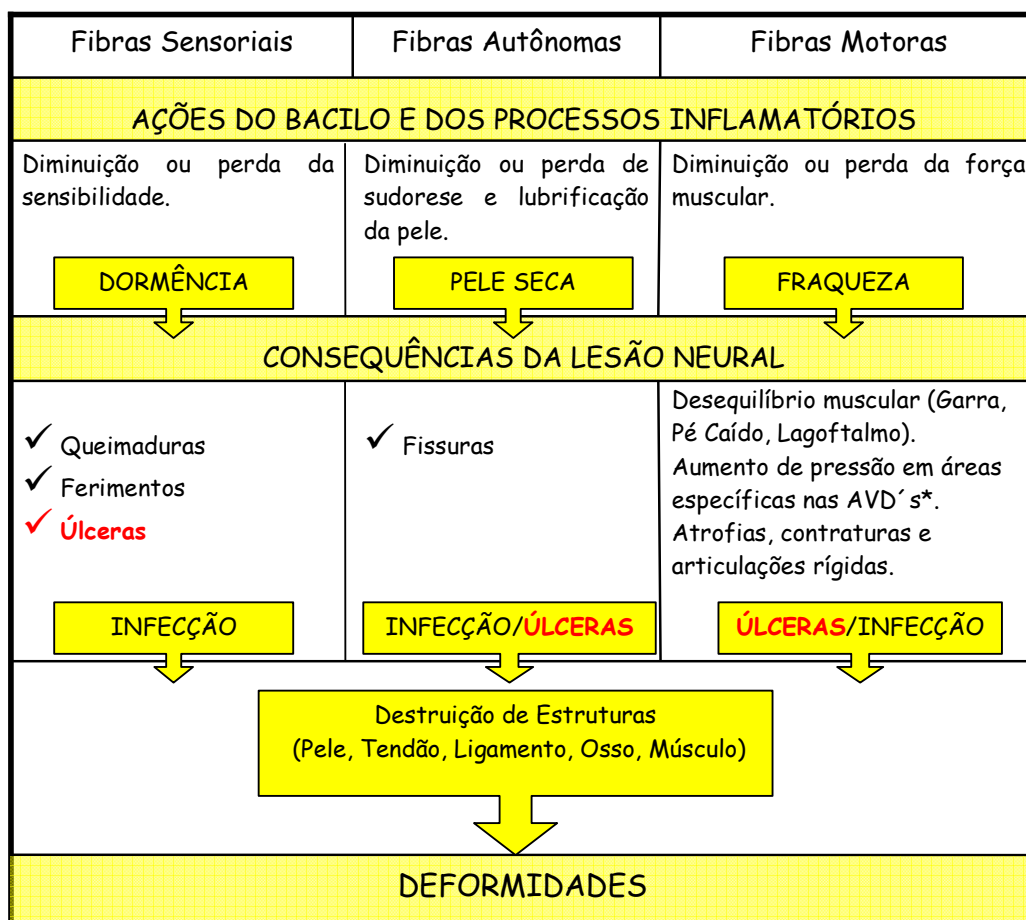 Fibras Sensoriais
Fibras Autônomas
Fibras Motoras
AÇÕES DO BACILO E DOS PROCESSOS INFLAMATÓRIOS
Diminuição ou perda da
sensibilidade.
DORMÊNCIA
Diminuição ou perda de
sudorese e lubrificação
da pele.
PELE SECA
Diminuição ou perda da força
muscular.
FRAQUEZA
CONSEQUÊNCIAS DA LESÃO NEURAL
✓ Queimaduras
✓ Ferimentos
✓ Úlceras
INFECÇÃO
✓ Fissuras
INFECÇÃO/ÚLCERAS
Desequilíbrio muscular (Garra,
Pé Caído, Lagoftalmo).
Aumento de pressão em áreas
específicas nas AVD´s*.
Atrofias, contraturas e
articulações rígidas.
ÚLCERAS/INFECÇÃO
Destruição de Estruturas
(Pele, Tendão, Ligamento, Osso, Músculo)
DEFORMIDADES